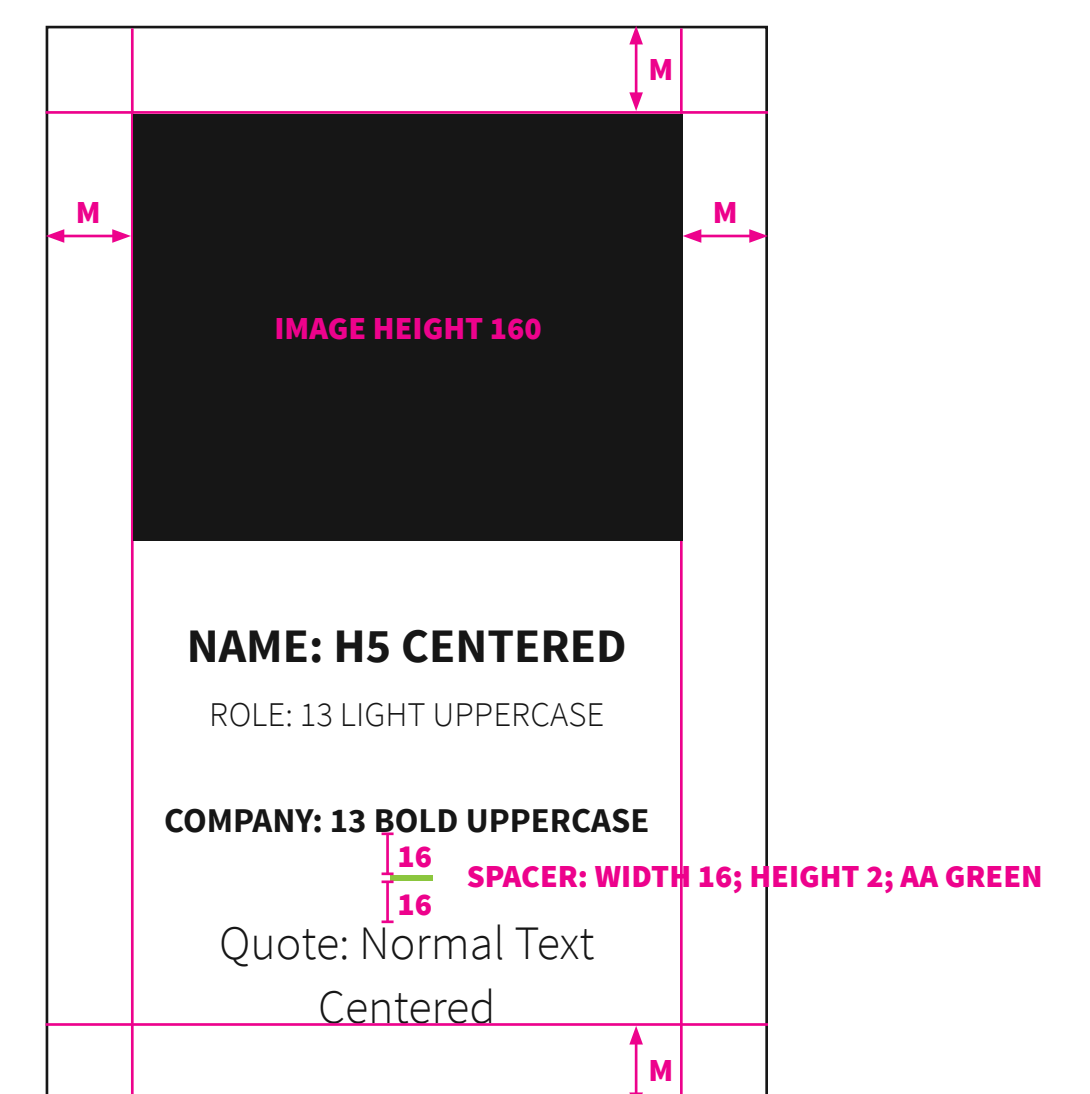 M
M
M
IMAGE HEIGHT 160
NAME: H5 CENTERED
ROLE: 13 LIGHT UPPERCASE
COMPANY: 13 BOLD UPPERCASE
16
SPACER: WIDTH 16; HEIGHT 2; AA GREEN
16
Quote: Normal Text
Centered
M